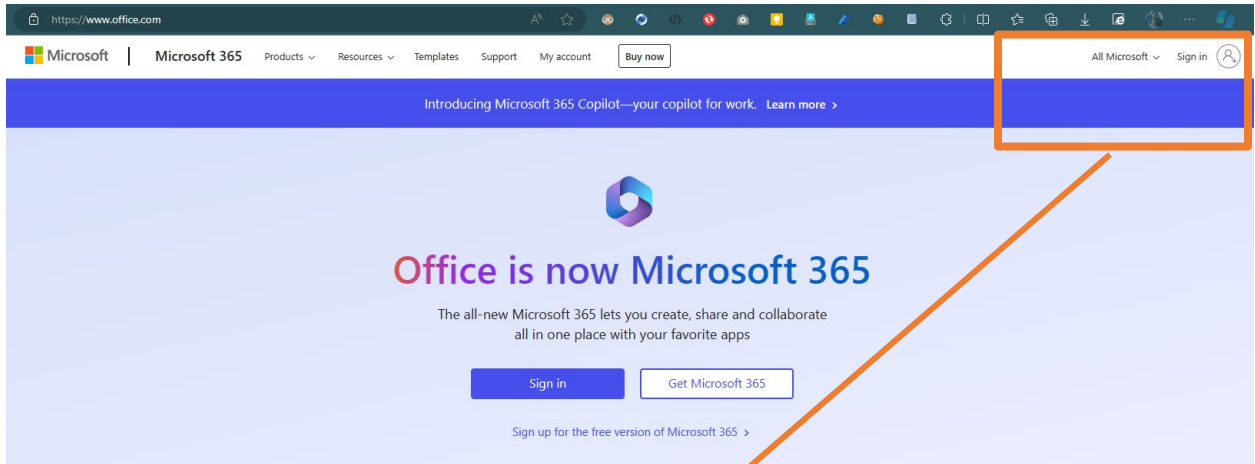 https://www.office.com
Microsoft Microsoft 365 Products Resources Templates Support My account Buy now All Microsoft Sign in
Introducing Microsoft 365 Copilot—your copilot for work. Learn more
Office is now Microsoft 365
The all-new Microsoft 365 lets you create, share and collaborate
all in one place with your favorite apps
Sign in Get Microsoft 365
Sign up for the free version of Microsoft 365